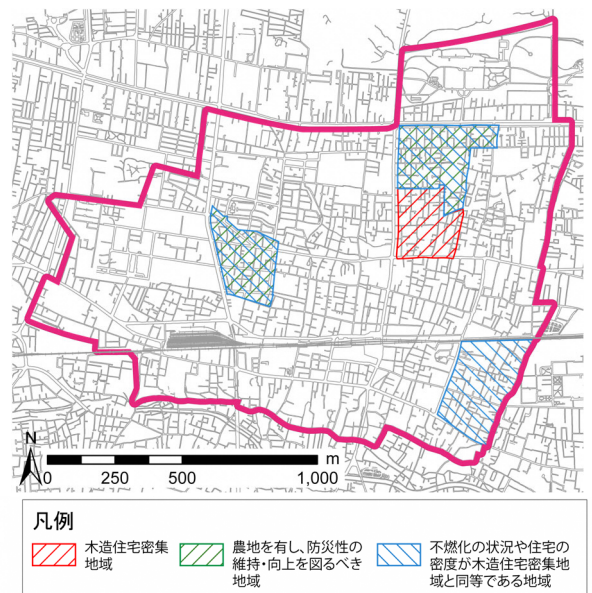 N
m
0 250 500 1,000
凡例
木造住宅密集
地域
農地を有し、防災性の
維持・向上を図るべき
地域
不燃化の状況や住宅の
密度が木造住宅密集地
域と同等である地域